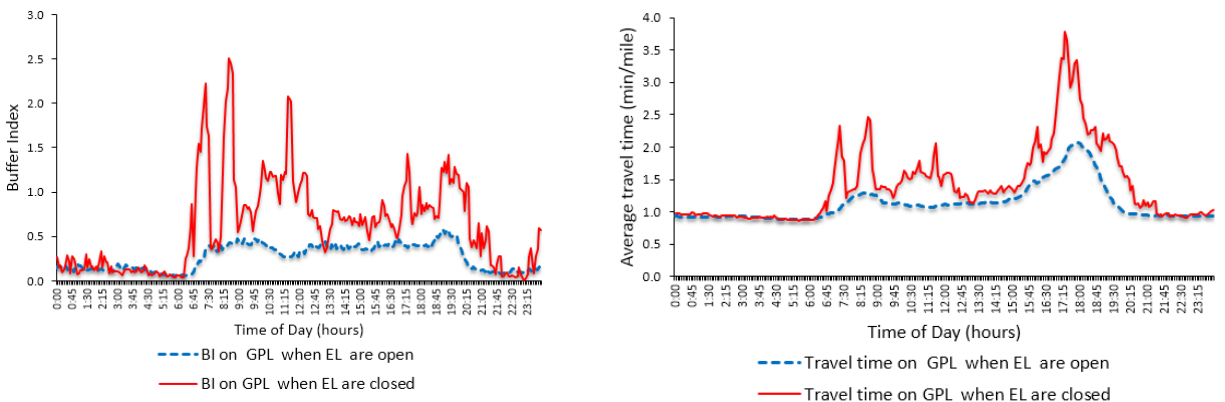 3.0
2.5
2.0
1.5
1.0
0.5
0.0
Buffer Index
0:00 0:45 1:30 2:15 3:00 3:45 4:30 5:15 6:00 6:45 7:30 8:15 9:00 9:45 10:30 11:15 12:00 12:45 13:30 14:15 15:00 15:45 16:30 17:15 18:00 18:45 19:30 20:15 21:00 21:45 22:30 23:15
Time of Day (hours)
BI on GPL when EL are open
BI on GPL when EL are closed
4.0
3.5
3.0
2.5
2.0
1.5
1.0
0.5
0.0
Average travel time (min/mile)
0:00 0:45 1:30 2:15 3:00 3:45 4:30 5:15 6:00 6:45 7:30 8:15 9:00 9:45 10:30 11:15 12:00 12:45 13:30 14:15 15:00 15:45 16:30 17:15 18:00 18:45 19:30 20:15 21:00 21:45 22:30 23:15
Time of Day (hours)
Travel time on GPL when EL are open
Travel time on GPL when EL are closed